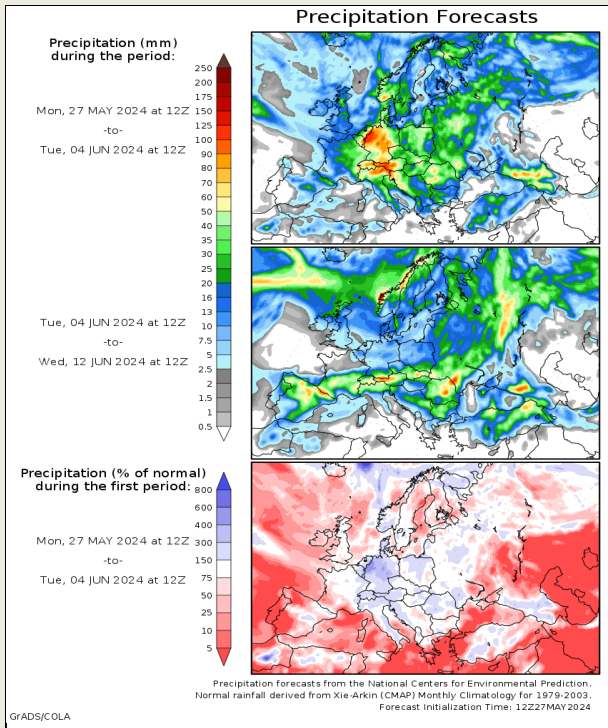 Precipitation Forecasts
Precipitation (mm)
during the period:
250
200
175
150
125
100
90
80
70
60
50
40
35
30
25
20
16
13
10
7.5
5
2.5
2
1.5
1
0.5
Mon, 27 MAY 2024 at 12Z
-to-
Tue, 04 JUN 2024 at 12Z
Tue, 04 JUN 2024 at 12Z
-to-
Wed, 12 JUN 2024 at 12Z
Precipitation (% of normal)
during the first period:
800
600
400
300
150
75
50
25
10
5
Mon, 27 MAY 2024 at 12Z
-to-
Tue, 04 JUN 2024 at 12Z
Precipitation forecasts from the National Centers for Environmental Prediction.
Normal rainfall derived from Xie-Arkin (CMAP) Monthly Climatology for 1979-2003.
Forecast Initialization Time: 12Z27MAY2024
GrADS/COLA